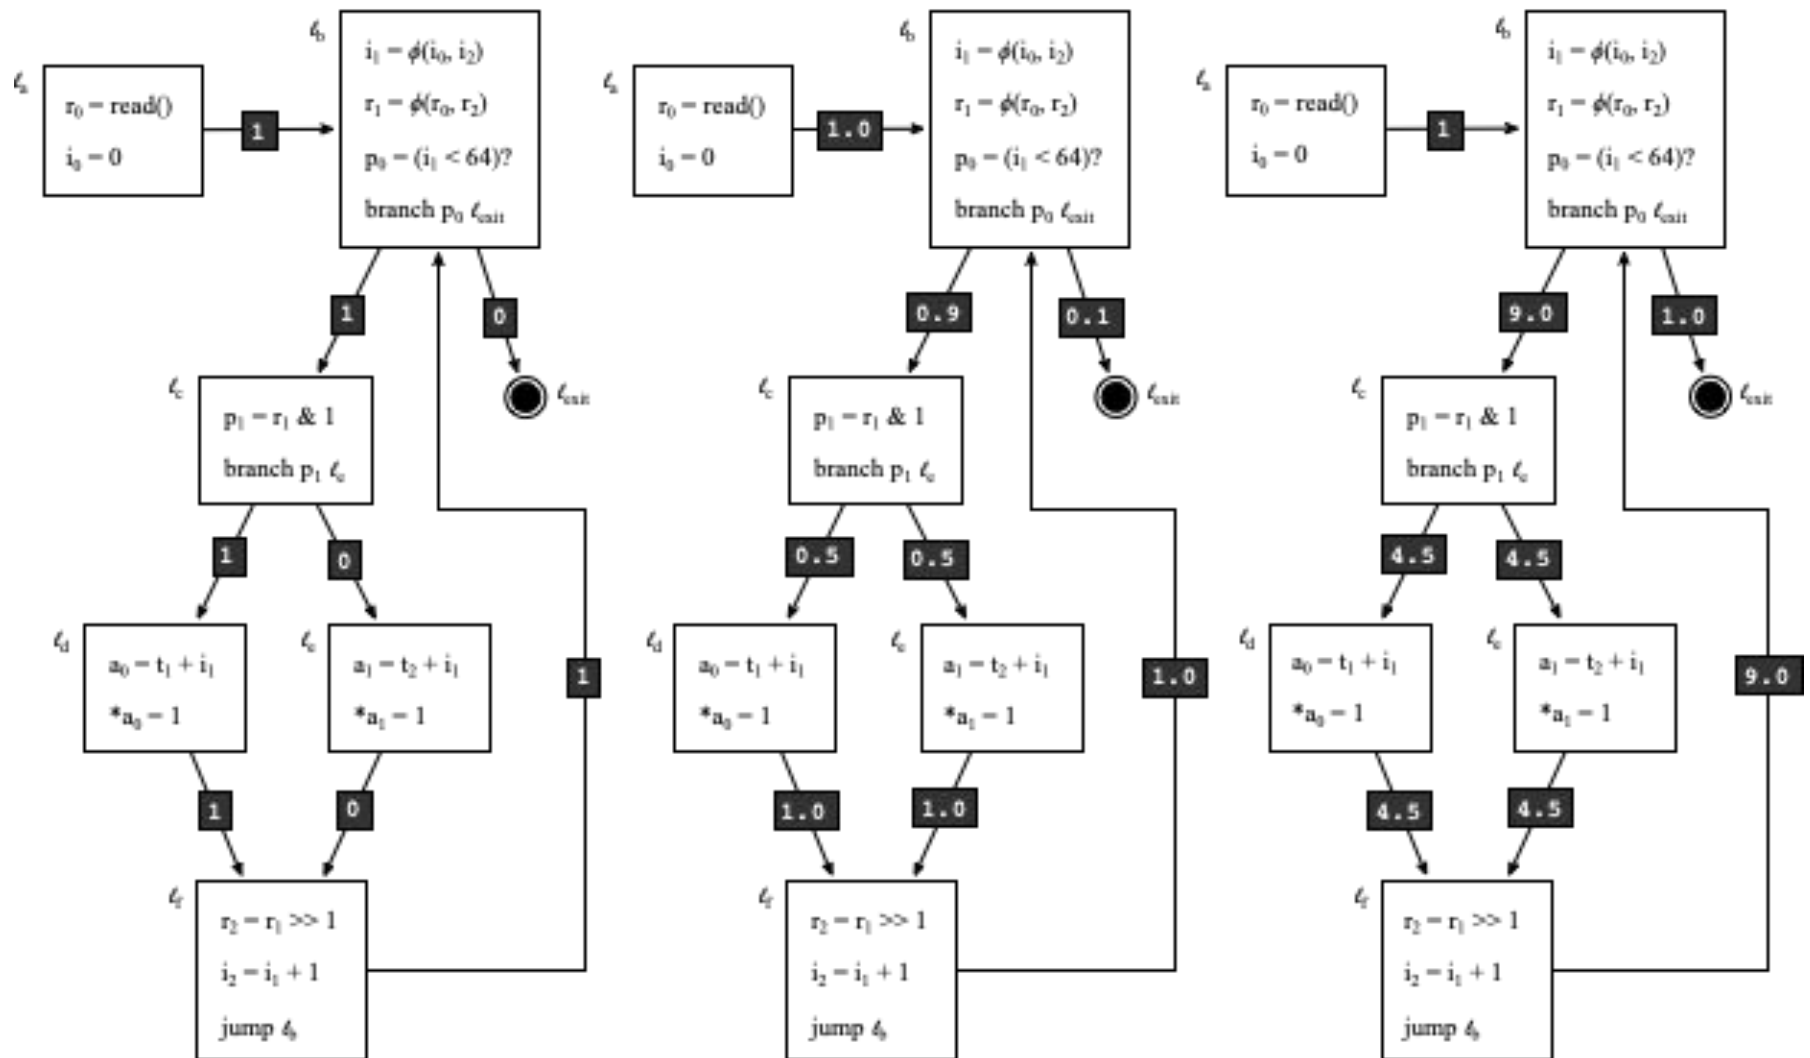 ℓa
r0 = read()
i0 = 0
1
ℓb
i1 = ϕ(i0, i2)
r1 = ϕ(r0, r2)
p0 = (i1 < 64)?
branch p0 ℓexit
1
0
ℓexit
ℓc
p1 = r1 & 1
branch p1 ℓe
1
0
ℓd
a0 = t1 + i1
*a0 = 1
ℓe
a1 = t2 + i1
*a1 = 1
1
1
0
ℓf
r2 = r1 >> 1
i2 = i1 + 1
jump ℓb
ℓa
r0 = read()
i0 = 0
1.0
ℓb
i1 = ϕ(i0, i2)
r1 = ϕ(r0, r2)
p0 = (i1 < 64)?
branch p0 ℓexit
0.9
0.1
ℓexit
ℓc
p1 = r1 & 1
branch p1 ℓe
0.5
0.5
ℓd
a0 = t1 + i1
*a0 = 1
ℓe
a1 = t2 + i1
*a1 = 1
1.0
1.0
1.0
ℓf
r2 = r1 >> 1
i2 = i1 + 1
jump ℓb
ℓa
r0 = read()
i0 = 0
1
ℓb
i1 = ϕ(i0, i2)
r1 = ϕ(r0, r2)
p0 = (i1 < 64)?
branch p0 ℓexit
9.0
1.0
ℓexit
ℓc
p1 = r1 & 1
branch p1 ℓe
4.5
4.5
ℓd
a0 = t1 + i1
*a0 = 1
ℓe
a1 = t2 + i1
*a1 = 1
9.0
4.5
4.5
ℓf
r2 = r1 >> 1
i2 = i1 + 1
jump ℓb